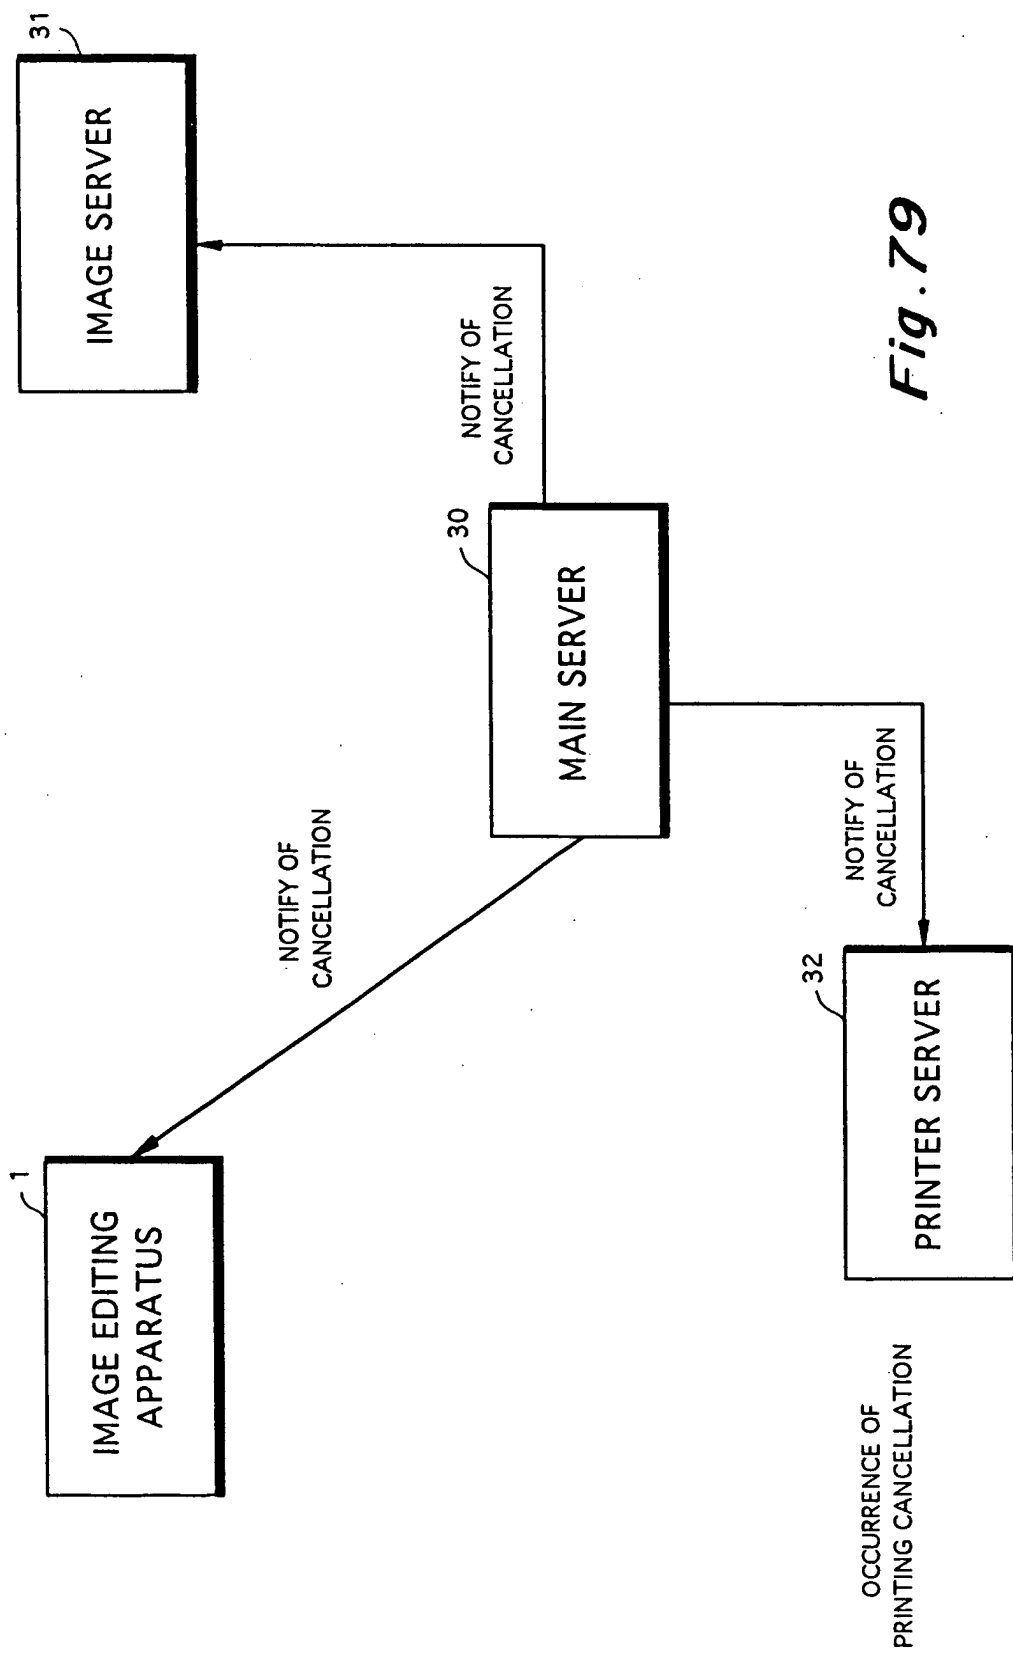 1
IMAGE EDITING
APPARATUS
NOTIFY OF
CANCELLATION
31
IMAGE SERVER
NOTIFY OF
CANCELLATION
30
MAIN SERVER
NOTIFY OF
CANCELLATION
32
PRINTER SERVER
OCCURRENCE OF
PRINTING CANCELLATION
Fig.79